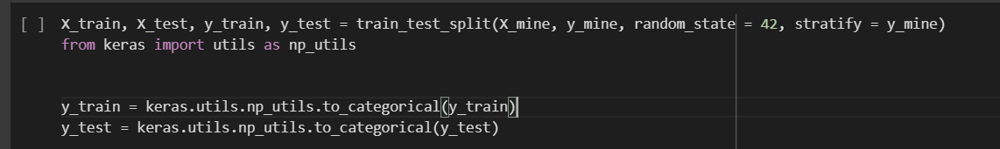 [ ] X_train, X_test, y_train, y_test = train_test_split(X_mine, y_mine, random_state = 42, stratify = y_mine)
from keras import utils as np_utils
y_train = keras.utils.np_utils.to_categorical(y_train)
y_test = keras.utils.np_utils.to_categorical(y_test)